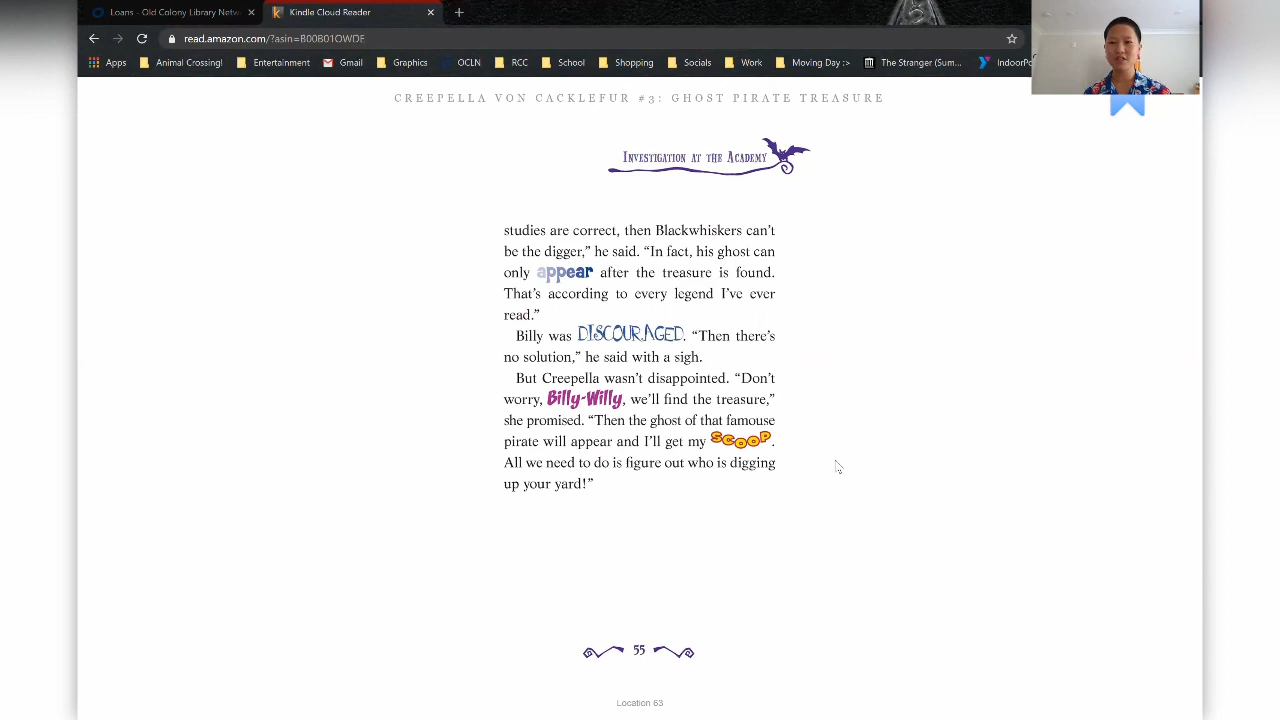 Loans - Old Colony Library Netw
Kindle Cloud Reader
read.amazon.com/?asin=B00B01OWDE
Apps Animal Crossing! Entertainment Gmail Graphics OCLN RCC School Shopping Socials Work Moving Day :> The Stranger (Sum... IndoorPo
CREEPELLA VON CACKLEFUR #3: GHOST PIRATE TREASURE
Investigation at the Academy
studies are correct, then Blackwhiskers can’t
be the digger,” he said. “In fact, his ghost can
only appear after the treasure is found.
That’s according to every legend I’ve ever
read.”
Billy was DISCOURAGED. “Then there’s
no solution,” he said with a sigh.
But Creepella wasn’t disappointed. “Don’t
worry, Billy-Willy, we’ll find the treasure,”
she promised. “Then the ghost of that famouse
pirate will appear and I’ll get my SCOOP.
All we need to do is figure out who is digging
up your yard!”
55
Location 63